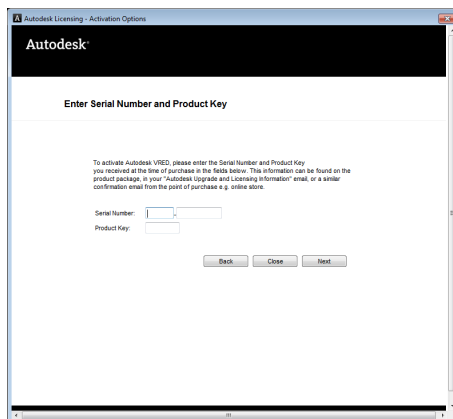 Autodesk Licensing - Activation Options
Autodesk®
Enter Serial Number and Product Key
To activate Autodesk VRED, please enter the Serial Number and Product Key
you received at the time of purchase in the fields below. This information can be found on the
product package, in your "Autodesk Upgrade and Licensing Information" email, or a similar
confirmation email from the point of purchase e.g. online store.
Serial Number: -
Product Key:
Back Close Next